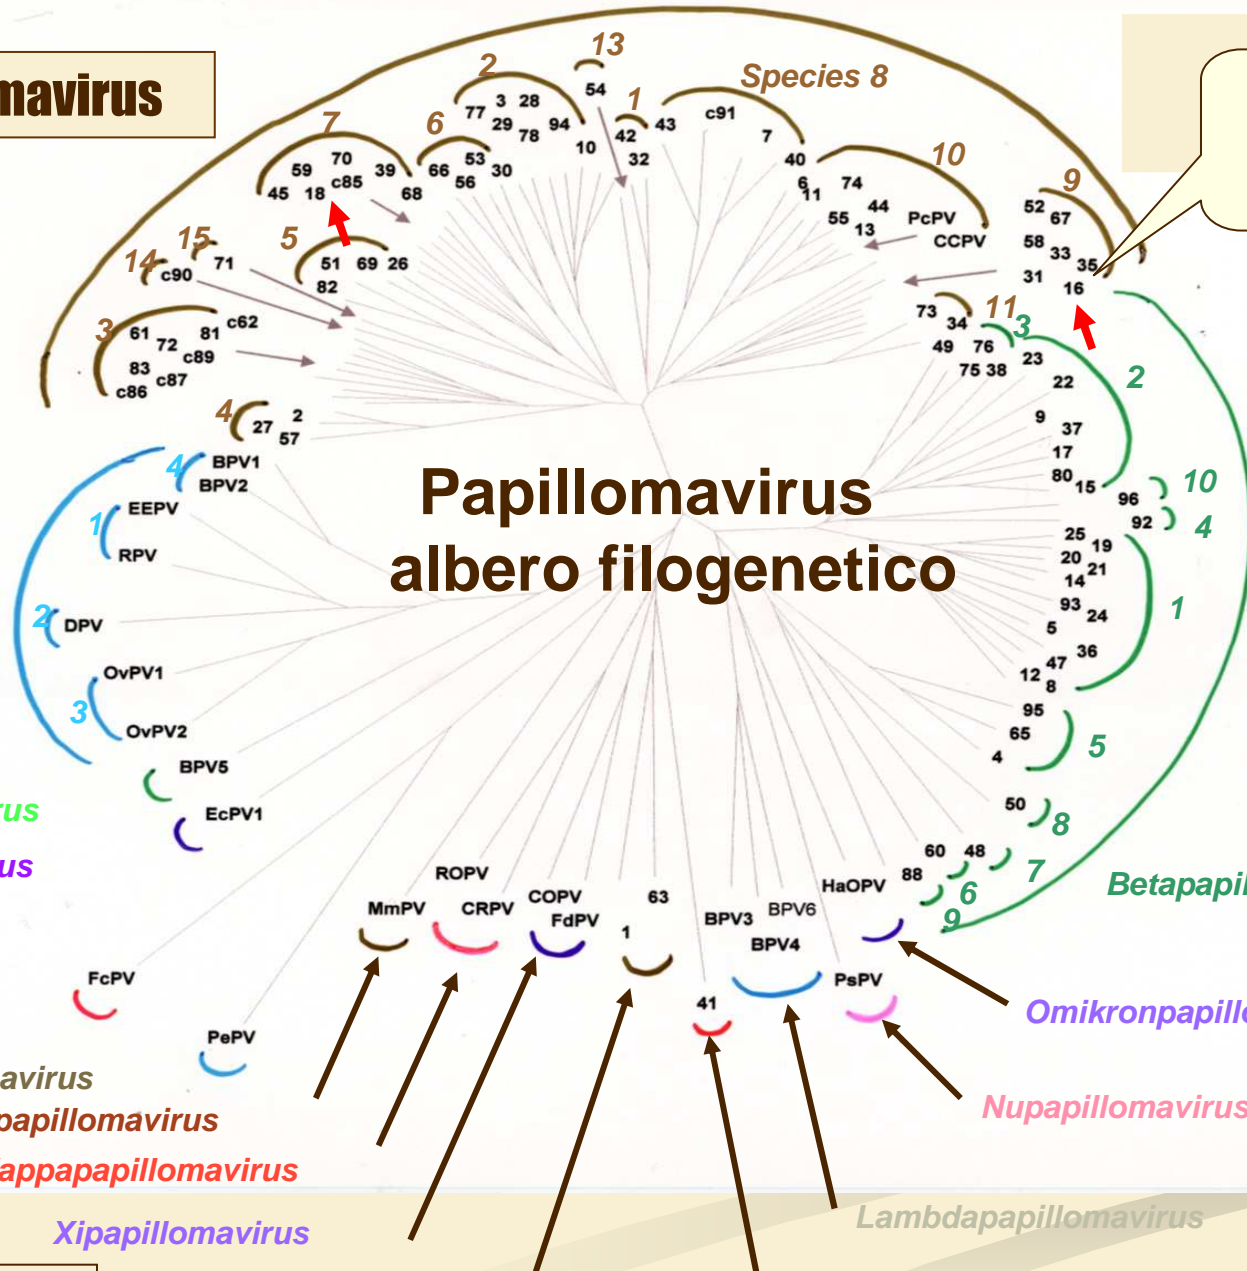 mavirus
13
2
Species 8
54
3 28
77
29
94
78
10
1
42
32
43
c91
7
40
7
70
59
39
c85
45
18
68
6
53
66
30
56
10
6
11
74
44
55
13
PcPV
CCPV
9
52
67
58
33
35
31
16
15
14
71
c90
5
51 69 26
82
3
61
81
c62
72
c89
83
c87
c86
4
27
2
57
73
34
11
3
49
76
75 38
23
22
2
9
37
17
80
15
10
96
92
4
4
BPV1
BPV2
1
EEPV
RPV
2
DPV
OvPV1
3
OvPV2
BPV5
EcPV1
Papillomavirus
albero filogenetico
25
19
20
21
14
93
24
5
36
47
12
8
1
95
65
4
5
50
8
60
48
7
88
6
9
Betapapil
rus
us
ROPV
MmPV
CRPV
COPV
FdPV
63
1
BPV3
BPV6
BPV4
HaOPV
PsPV
41
FcPV
PePV
Omikronpapillo
avirus
papillomavirus
Nupapillomavirus
appapapillomavirus
Xipapillomavirus
Lambdapapillomavirus